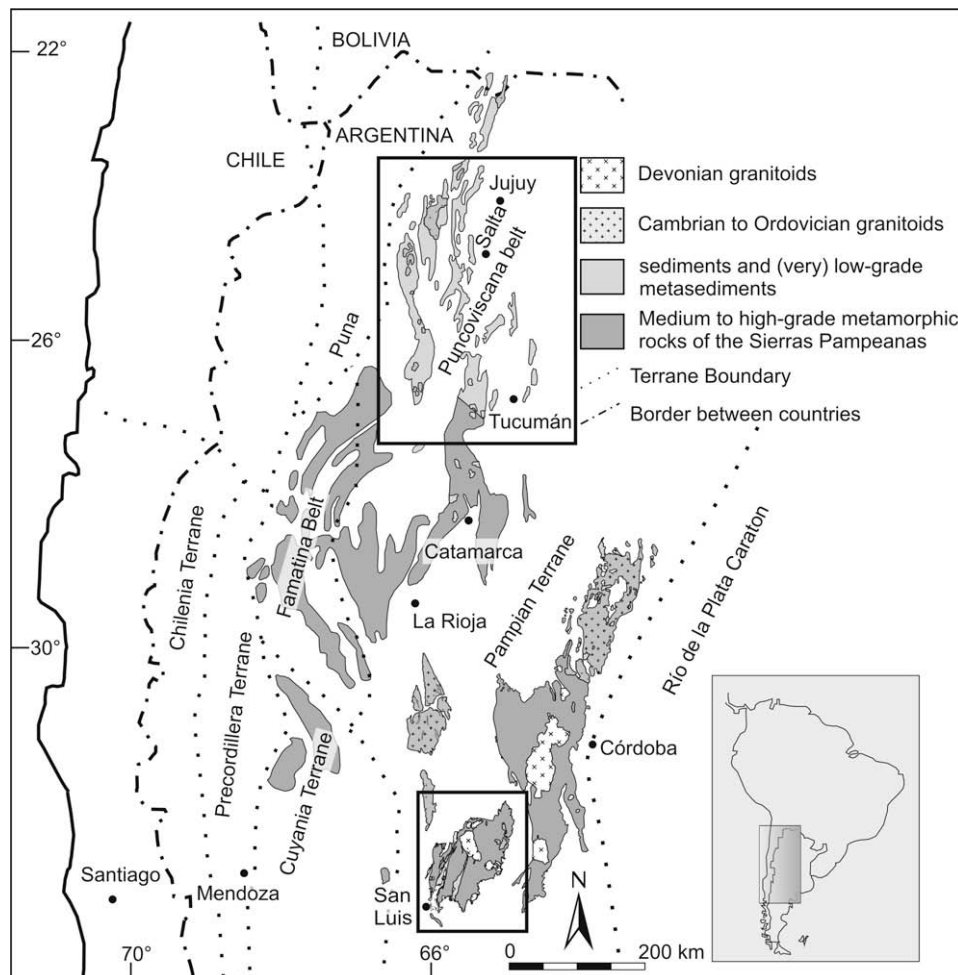 22°
BOLIVIA
ARGENTINA
CHILE
Jujuy
Salta
Puncoviscana belt
Devonian granitoids
Cambrian to Ordovician granitoids
sediments and (very) low-grade
metasediments
Medium to high-grade metamorphic
rocks of the Sierras Pampeanas
Terrane Boundary
Border between countries
26°
Puna
Tucumán
Famatina Belt
Catamarca
Chilenia Terrane
La Rioja
Pampian Terrane
Río de la Plata Caraton
30°
Precordillera Terrane
Cuyania Terrane
Córdoba
Santiago
Mendoza
San
Luis
N
0
200 km
70°
66°